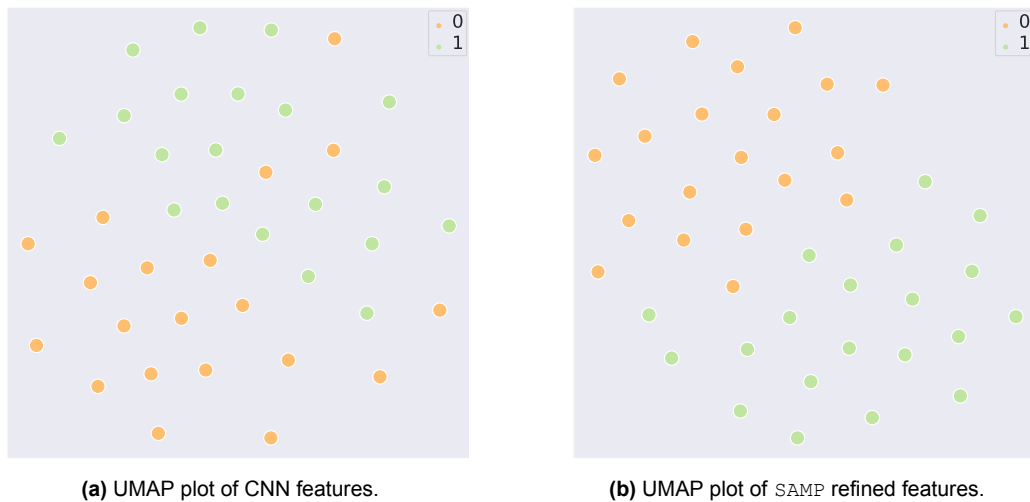 0
1
0
1
(a) UMAP plot of CNN features.
(b) UMAP plot of SAMP refined features.